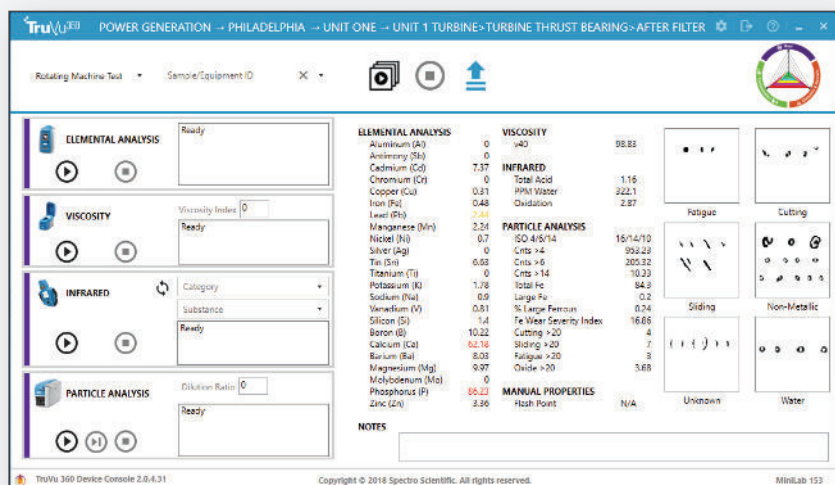 TruVu 360 POWER GENERATION → PHILADELPHIA → UNIT ONE → UNIT 1 TURBINE>TURBINE THRUST BEARING>AFTER FILTER
Rotating Machine Test Sample/Equipment ID
ELEMENTAL ANALYSIS
Ready
VISCOSITY
Viscosity Index 0
Ready
INFRARED
Category
Substance
Ready
PARTICLE ANALYSIS
Dilution Ratio 0
Ready
ELEMENTAL ANALYSIS
Aluminum (Al) 0
Antimony (Sb) 0
Cadmium (Cd) 7.37
Chromium (Cr) 0
Copper (Cu) 0.31
Iron (Fe) 0.48
Lead (Pb) 2.44
Manganese (Mn) 2.24
Nickel (Ni) 0.7
Silver (Ag) 0
Tin (Sn) 6.63
Titanium (Ti) 0
Potassium (K) 1.78
Sodium (Na) 0.9
Vanadium (V) 0.81
Silicon (Si) 1.4
Boron (B) 10.22
Calcium (Ca) 62.18
Barium (Ba) 8.03
Magnesium (Mg) 9.97
Molybdenum (Mo) 0
Phosphorus (P) 86.23
Zinc (Zn) 3.36
VISCOSITY
v40 98.83
INFRARED
Total Acid 1.16
PPM Water 322.1
Oxidation 2.87
PARTICLE ANALYSIS
ISO 4/6/14 16/14/10
Cnts >4 953.23
Cnts >6 205.32
Cnts >14 10.33
Total Fe 84.3
Large Fe 0.2
% Large Ferrous 0.24
Fe Wear Severity Index 16.86
Cutting >20 4
Sliding >20 7
Fatigue >20 3
Oxide >20 3.68
MANUAL PROPERTIES
Flash Point N/A
Fatigue
Cutting
Sliding
Non-Metallic
Unknown
Water
NOTES
TruVu 360 Device Console 2.0.4.31
Copyright © 2018 Spectro Scientific. All rights reserved.
MiniLab 153